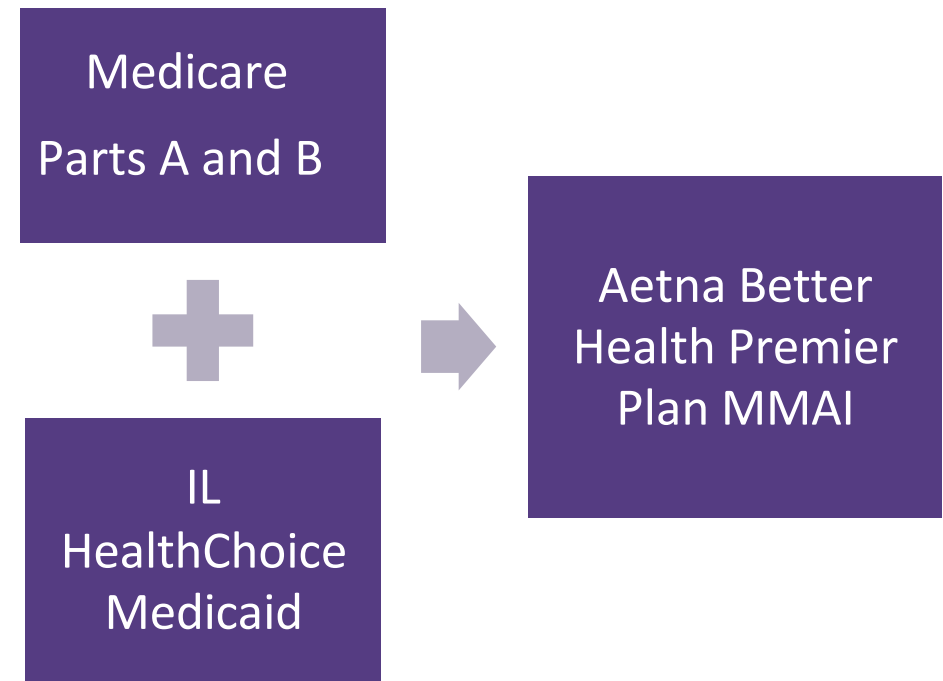 Medicare
Parts A and B
IL
HealthChoice
Medicaid
Aetna Better
Health Premier
Plan MMAI